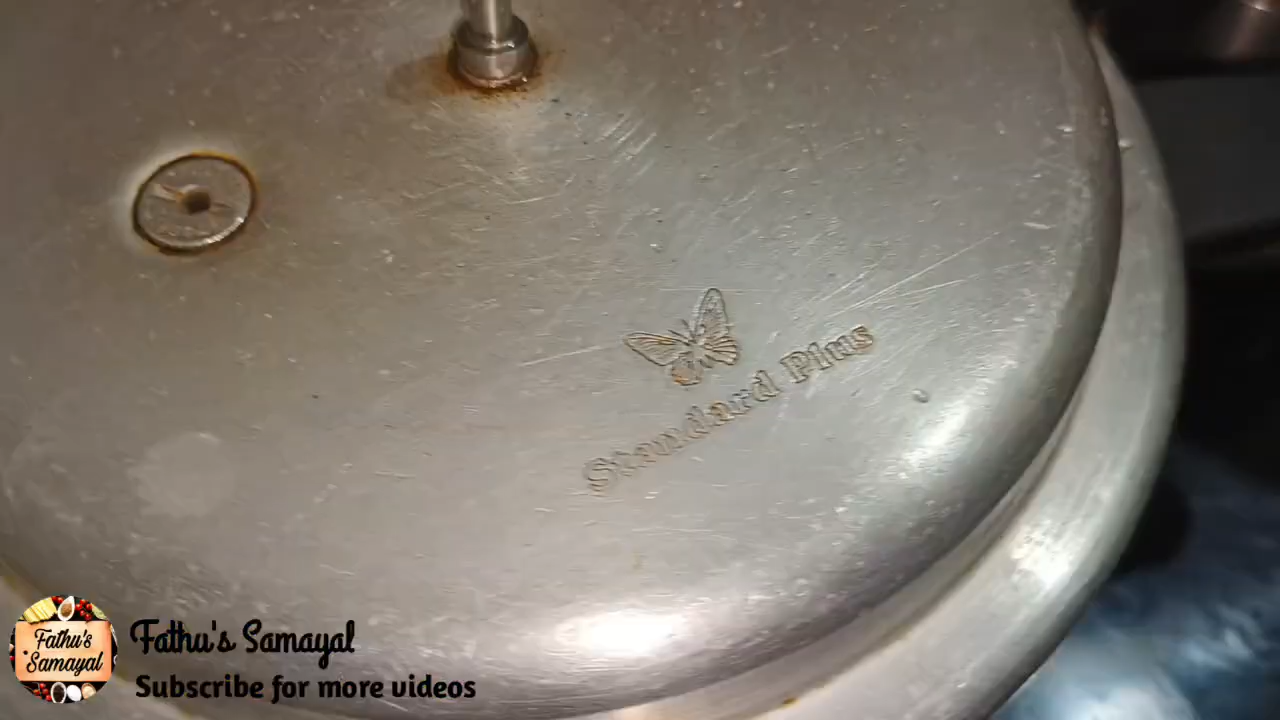 Standard Plus
Fathu's
Samayal
Fathu's Samayal
Subscribe for more videos